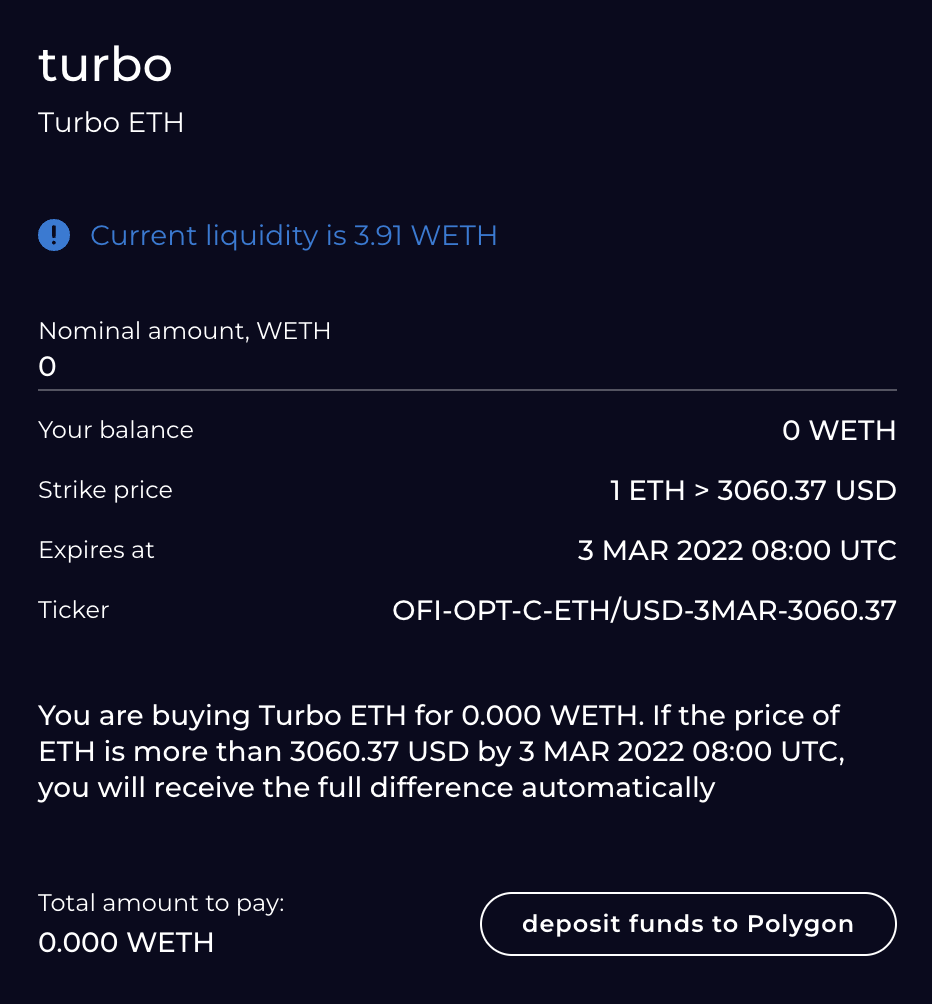 turbo
Turbo ETH
Current liquidity is 3.91 WETH
Nominal amount, WETH
0
Your balance 0 WETH
Strike price 1 ETH > 3060.37 USD
Expires at 3 MAR 2022 08:00 UTC
Ticker OFI-OPT-C-ETH/USD-3MAR-3060.37
You are buying Turbo ETH for 0.000 WETH. If the price of
ETH is more than 3060.37 USD by 3 MAR 2022 08:00 UTC,
you will receive the full difference automatically
Total amount to pay:
0.000 WETH
deposit funds to Polygon